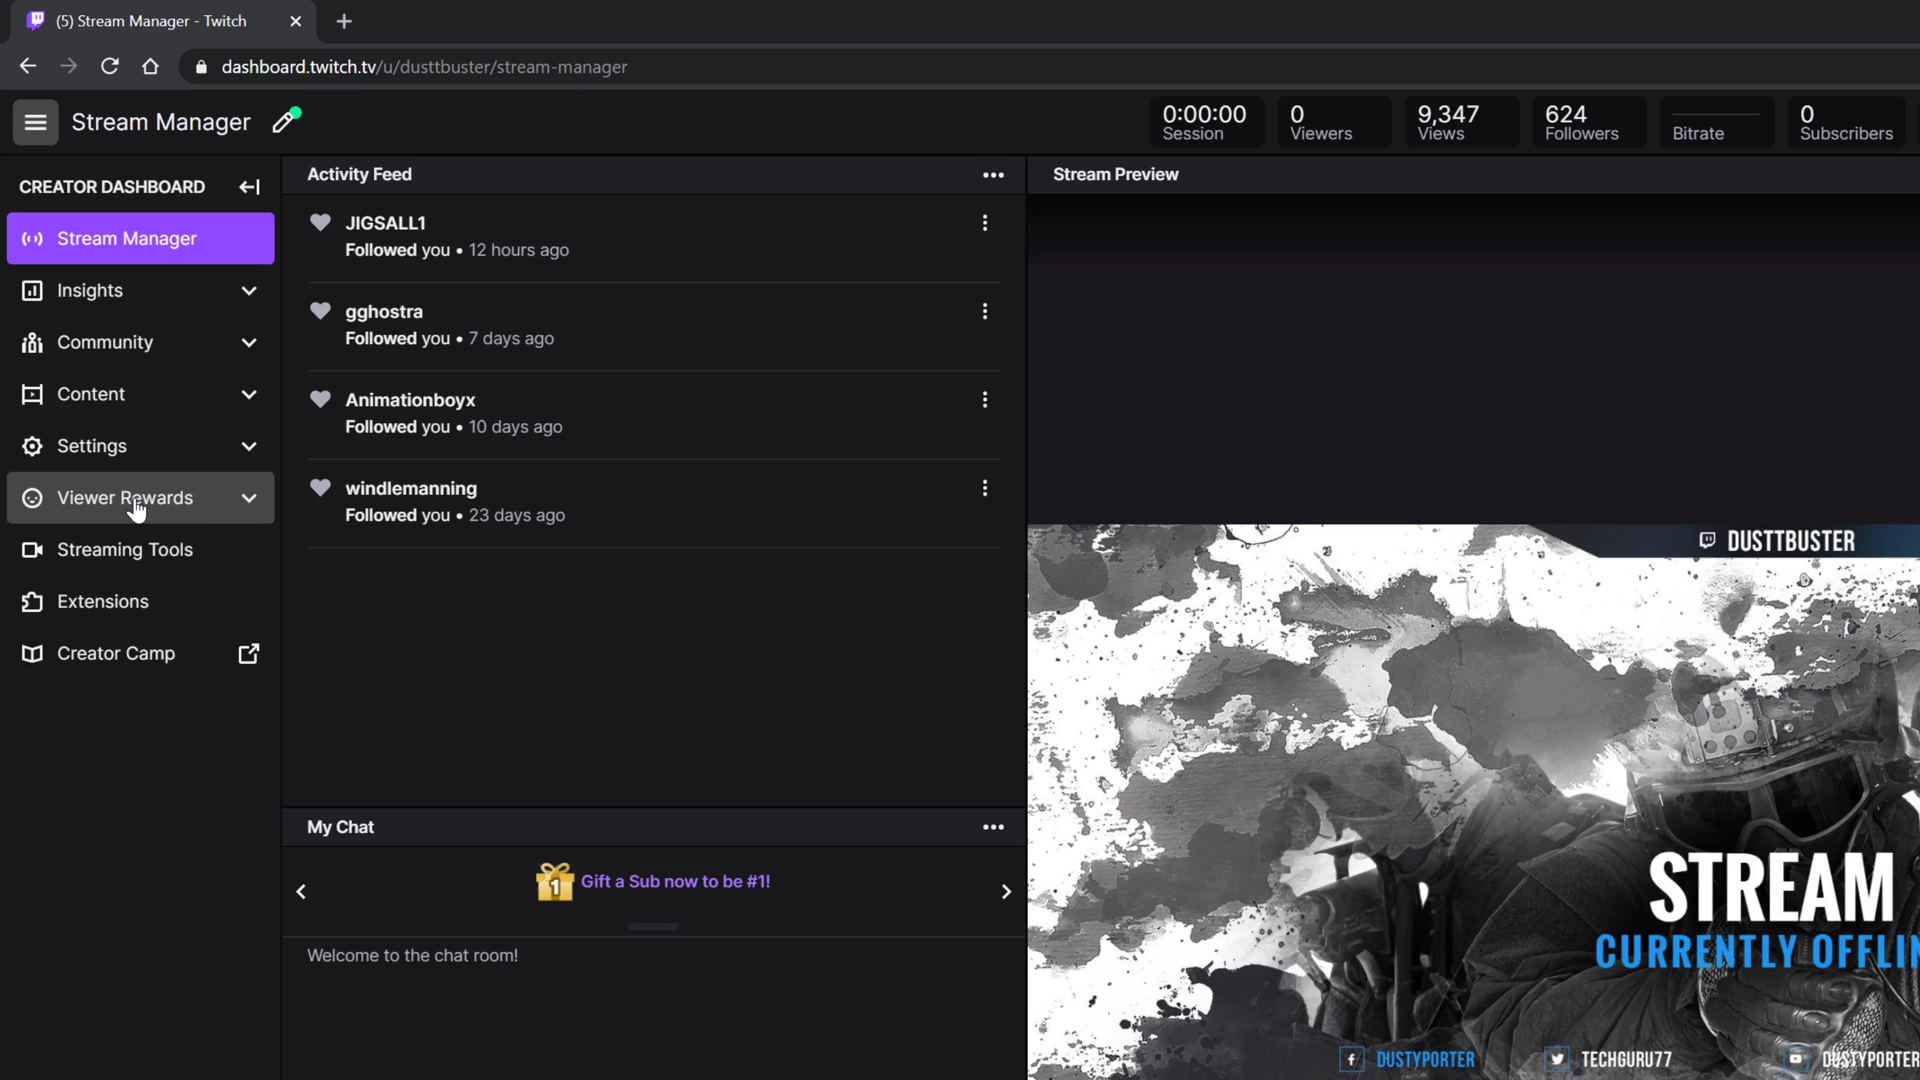 (5) Stream Manager - Twitch
dashboard.twitch.tv/u/dusttbuster/stream-manager
Stream Manager
0:00:00
Session
0
Viewers
9,347
Views
624
Followers
Bitrate
0
Subscribers
CREATOR DASHBOARD
Stream Manager
Insights
Community
Content
Settings
Viewer Rewards
Streaming Tools
Extensions
Creator Camp
Activity Feed
JIGSALL1
Followed you • 12 hours ago
gghostra
Followed you • 7 days ago
Animationboyx
Followed you • 10 days ago
windlemanning
Followed you • 23 days ago
My Chat
1
Gift a Sub now to be #1!
Welcome to the chat room!
Stream Preview
DUSTTBUSTER
STREAM
CURRENTLY OFFLIN
DUSTYPORTER
TECHGURU77
DUSTYPORTER